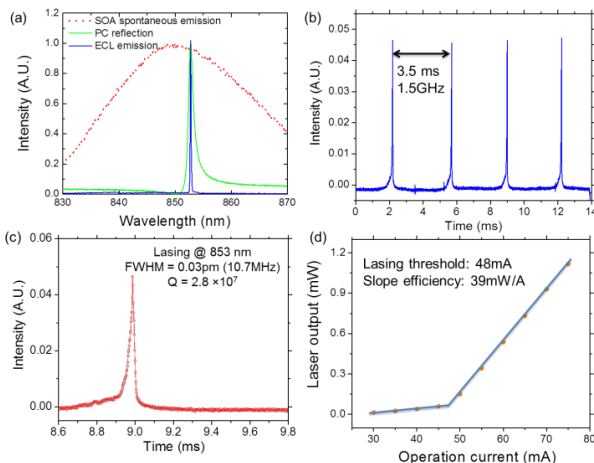 (a)
SOA spontaneous emission
PC reflection
ECL emission
Intensity (A.U.)
1.0
0.8
0.6
0.4
0.2
0.0
830 840 850 860 870
Wavelength (nm)
(b)
3.5 ms
1.5GHz
Intensity (A.U.)
0.05
0.04
0.03
0.02
0.01
0.00
0 2 4 6 8 10 12 14
Time (ms)
(c)
Lasing @ 853 nm
FWHM = 0.03pm (10.7MHz)
Q = 2.8 ×10⁷
Intensity (A.U.)
0.06
0.04
0.02
0.00
8.6 8.8 9.0 9.2 9.4 9.6 9.8
Time (ms)
(d)
Lasing threshold: 48mA
Slope efficiency: 39mW/A
Laser output (mW)
1.2
0.9
0.6
0.3
0.0
30 40 50 60 70 80
Operation current (mA)